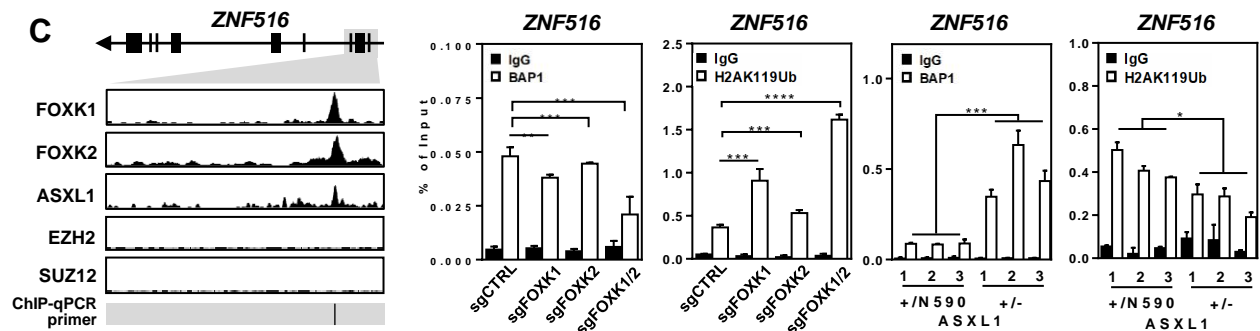 C
ZNF516
FOXK1
FOXK2
ASXL1
EZH2
SUZ12
ChIP-qPCR
primer
ZNF516
% of Input
0.100
0.075
0.050
0.025
0.000
IgG
BAP1
***
***
**
sgCTRL
sgFOXK1
sgFOXK2
sgFOXK1/2
ZNF516
2.5
2.0
1.5
1.0
0.5
0.0
IgG
H2AK119Ub
****
***
***
sgCTRL
sgFOXK1
sgFOXK2
sgFOXK1/2
ZNF516
1.0
0.5
0.0
IgG
BAP1
***
1 2 3 1 2 3
+/N590 +/-
ASXL1
ZNF516
1.0
0.8
0.6
0.4
0.2
0.0
IgG
H2AK119Ub
*
1 2 3 1 2 3
+/N590 +/-
ASXL1